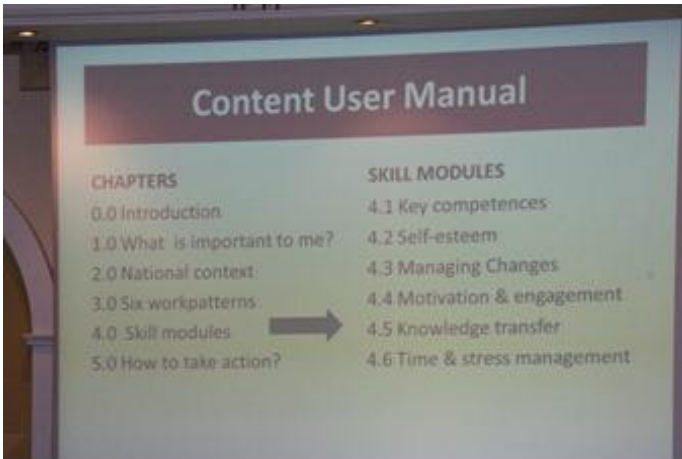 Content User Manual
CHAPTERS
0.0 Introduction
1.0 What is important to me?
2.0 National context
3.0 Six workpatterns
4.0 Skill modules
5.0 How to take action?
SKILL MODULES
4.1 Key competences
4.2 Self-esteem
4.3 Managing Changes
4.4 Motivation & engagement
4.5 Knowledge transfer
4.6 Time & stress management